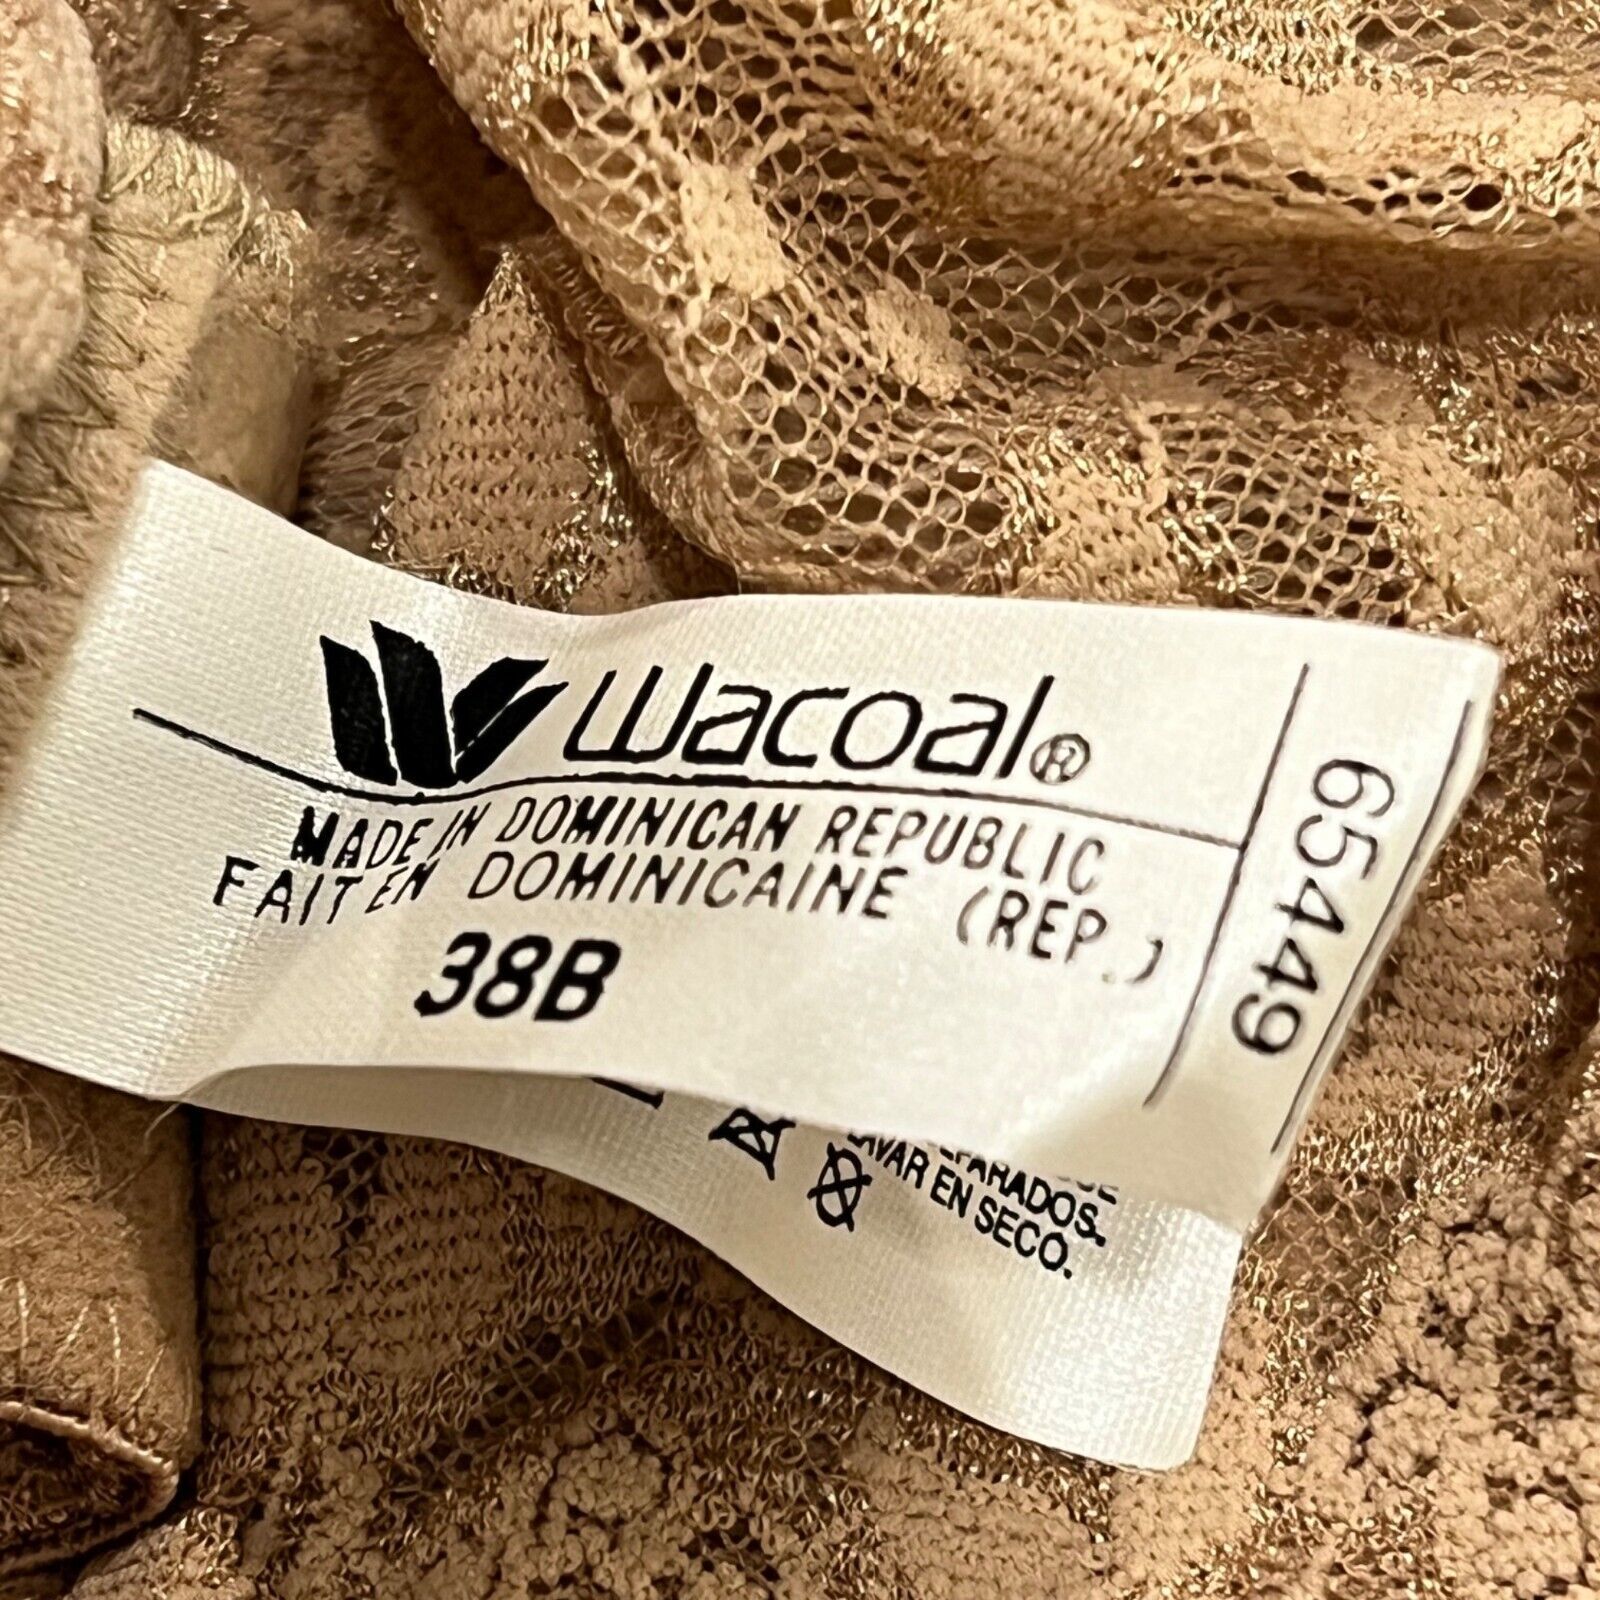 Wacoal®
MADE IN DOMINICAN REPUBLIC
FAIT EN DOMINICAINE (REP.)
38B
65449
LAVAR EN SECO.